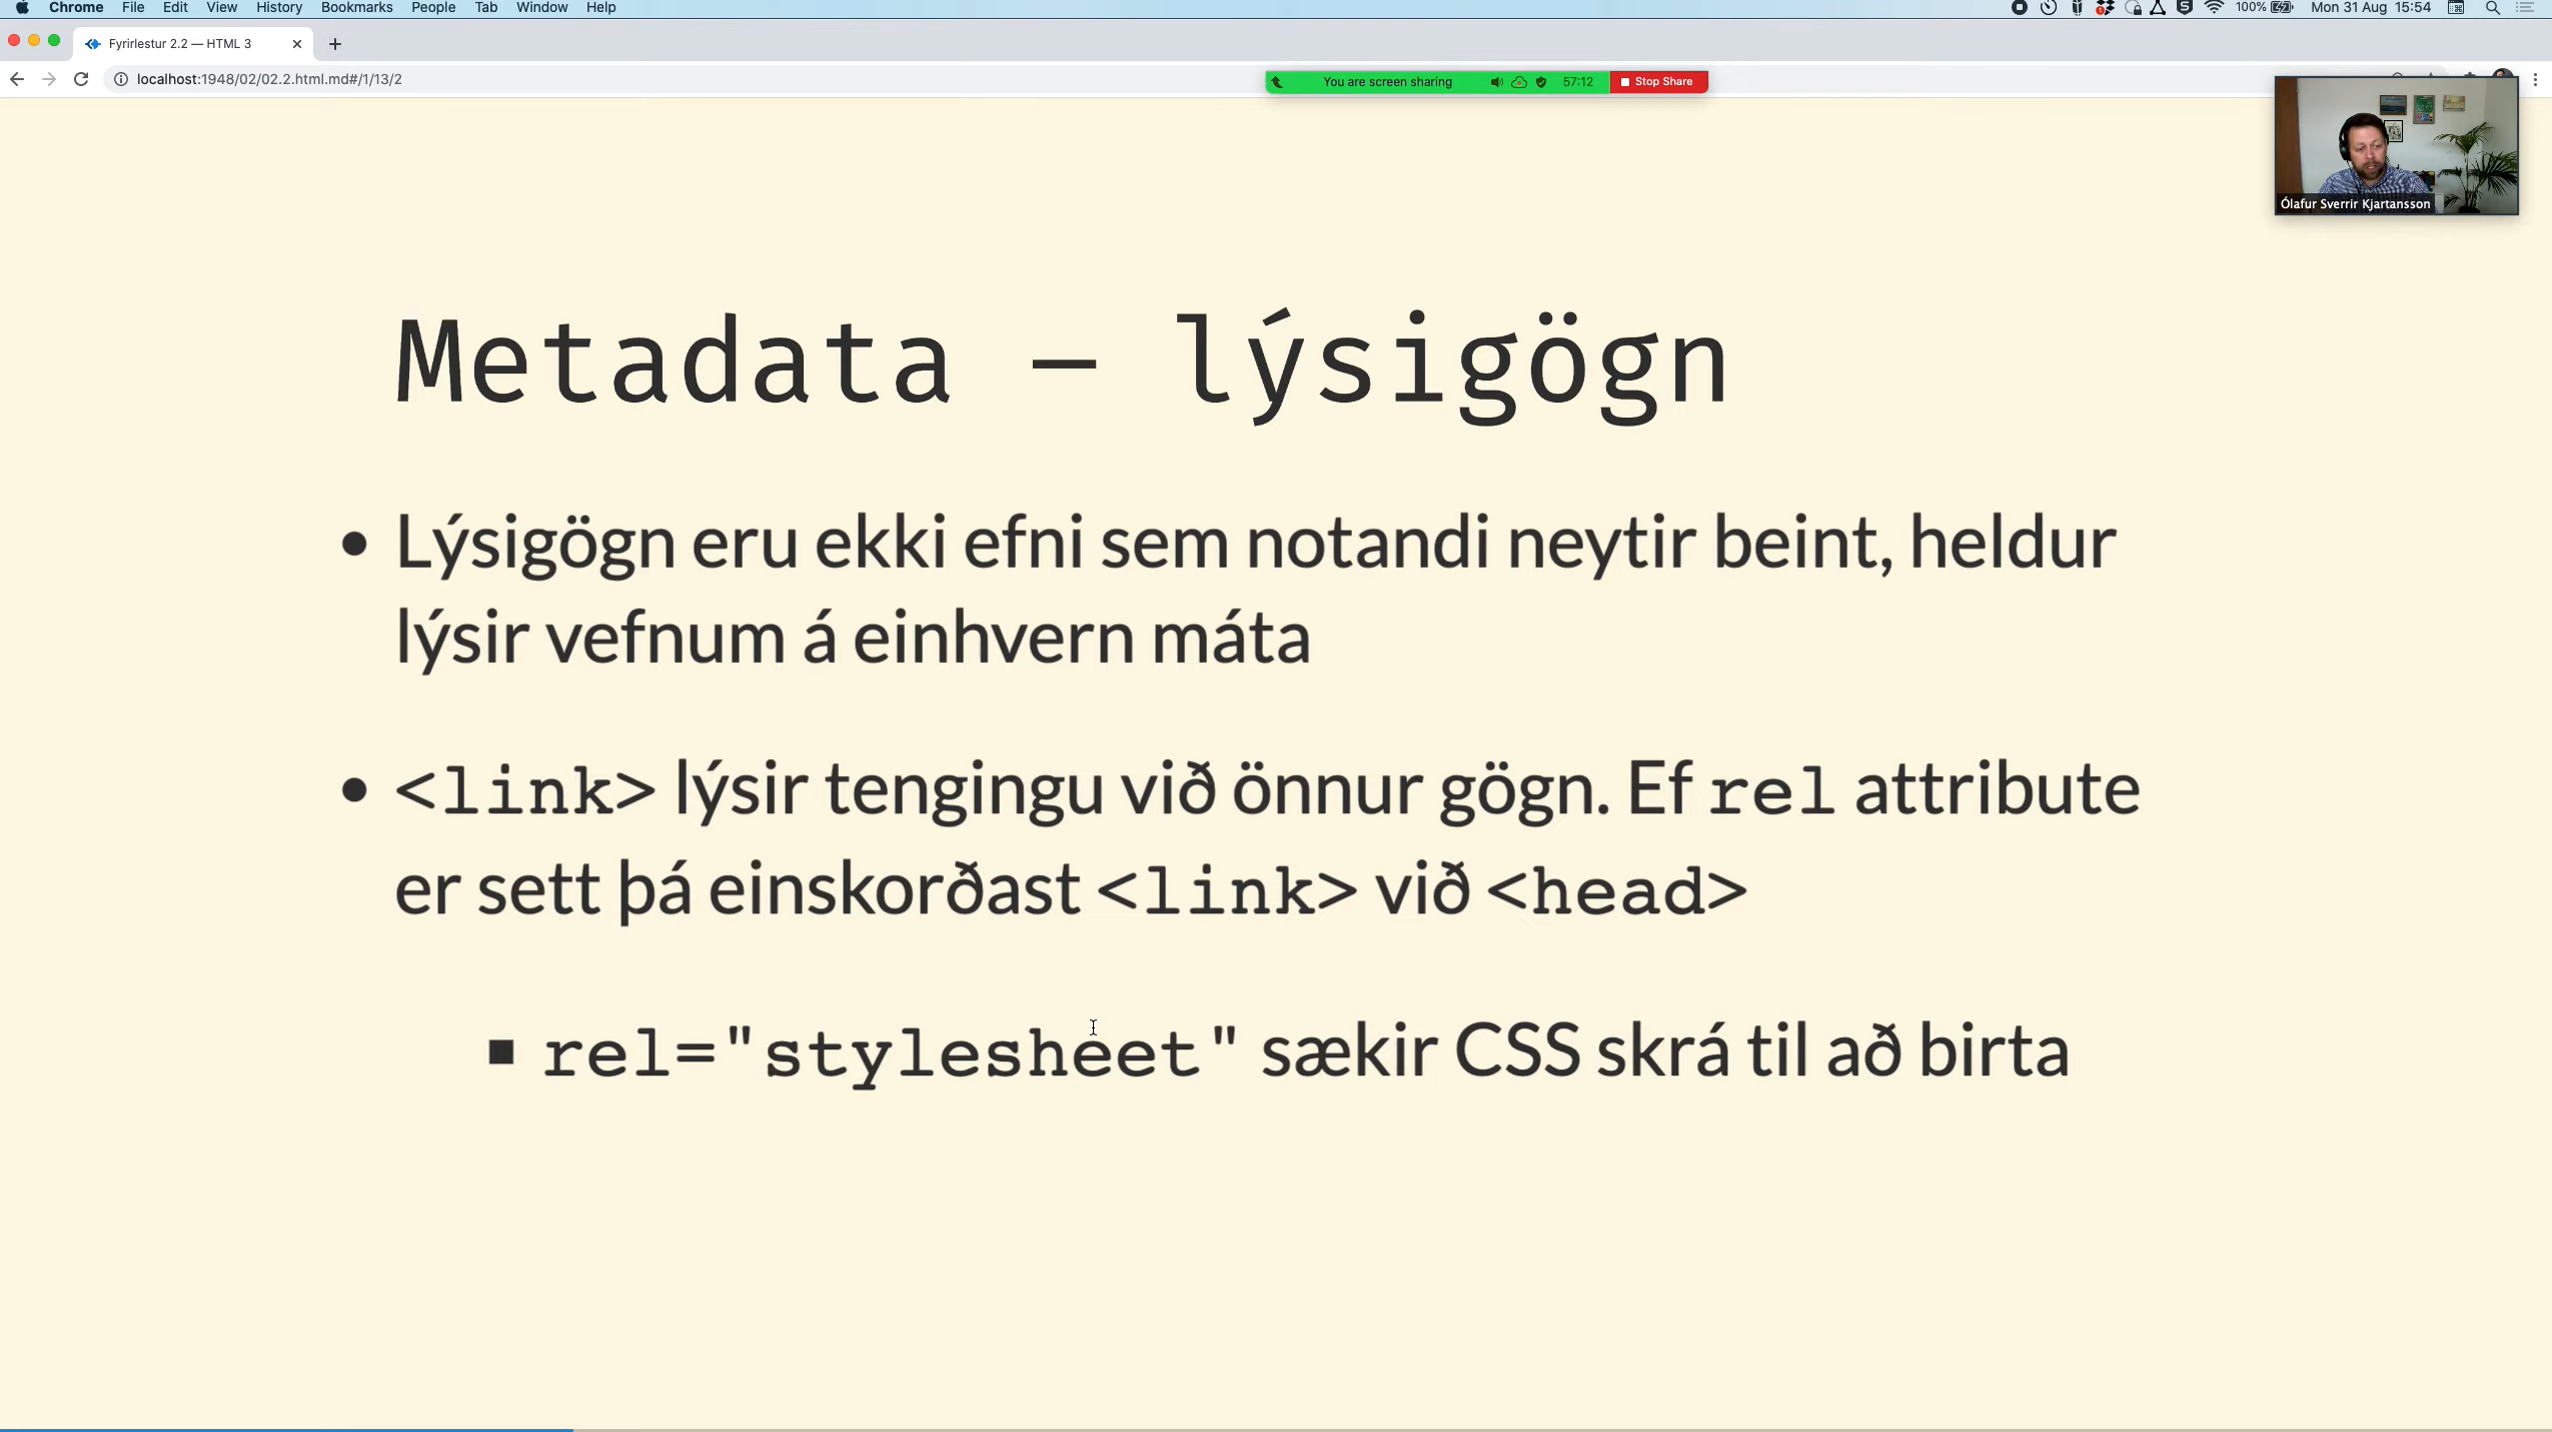 Chrome File Edit View History Bookmarks People Tab Window Help 100% Mon 31 Aug 15:54
Fyrirlestur 2.2 — HTML 3
localhost:1948/02/02.2.html.md#/1/13/2
You are screen sharing 57:12 Stop Share
Ólafur Sverrir Kjartansson
Metadata — lýsigögn
• Lýsigögn eru ekki efni sem notandi neytir beint, heldur
lýsir vefnum á einhvern máta
• <link> lýsir tengingu við önnur gögn. Ef rel attribute
er sett þá einskorðast <link> við <head>
▪ rel="stylesheet" sækir CSS skrá til að birta